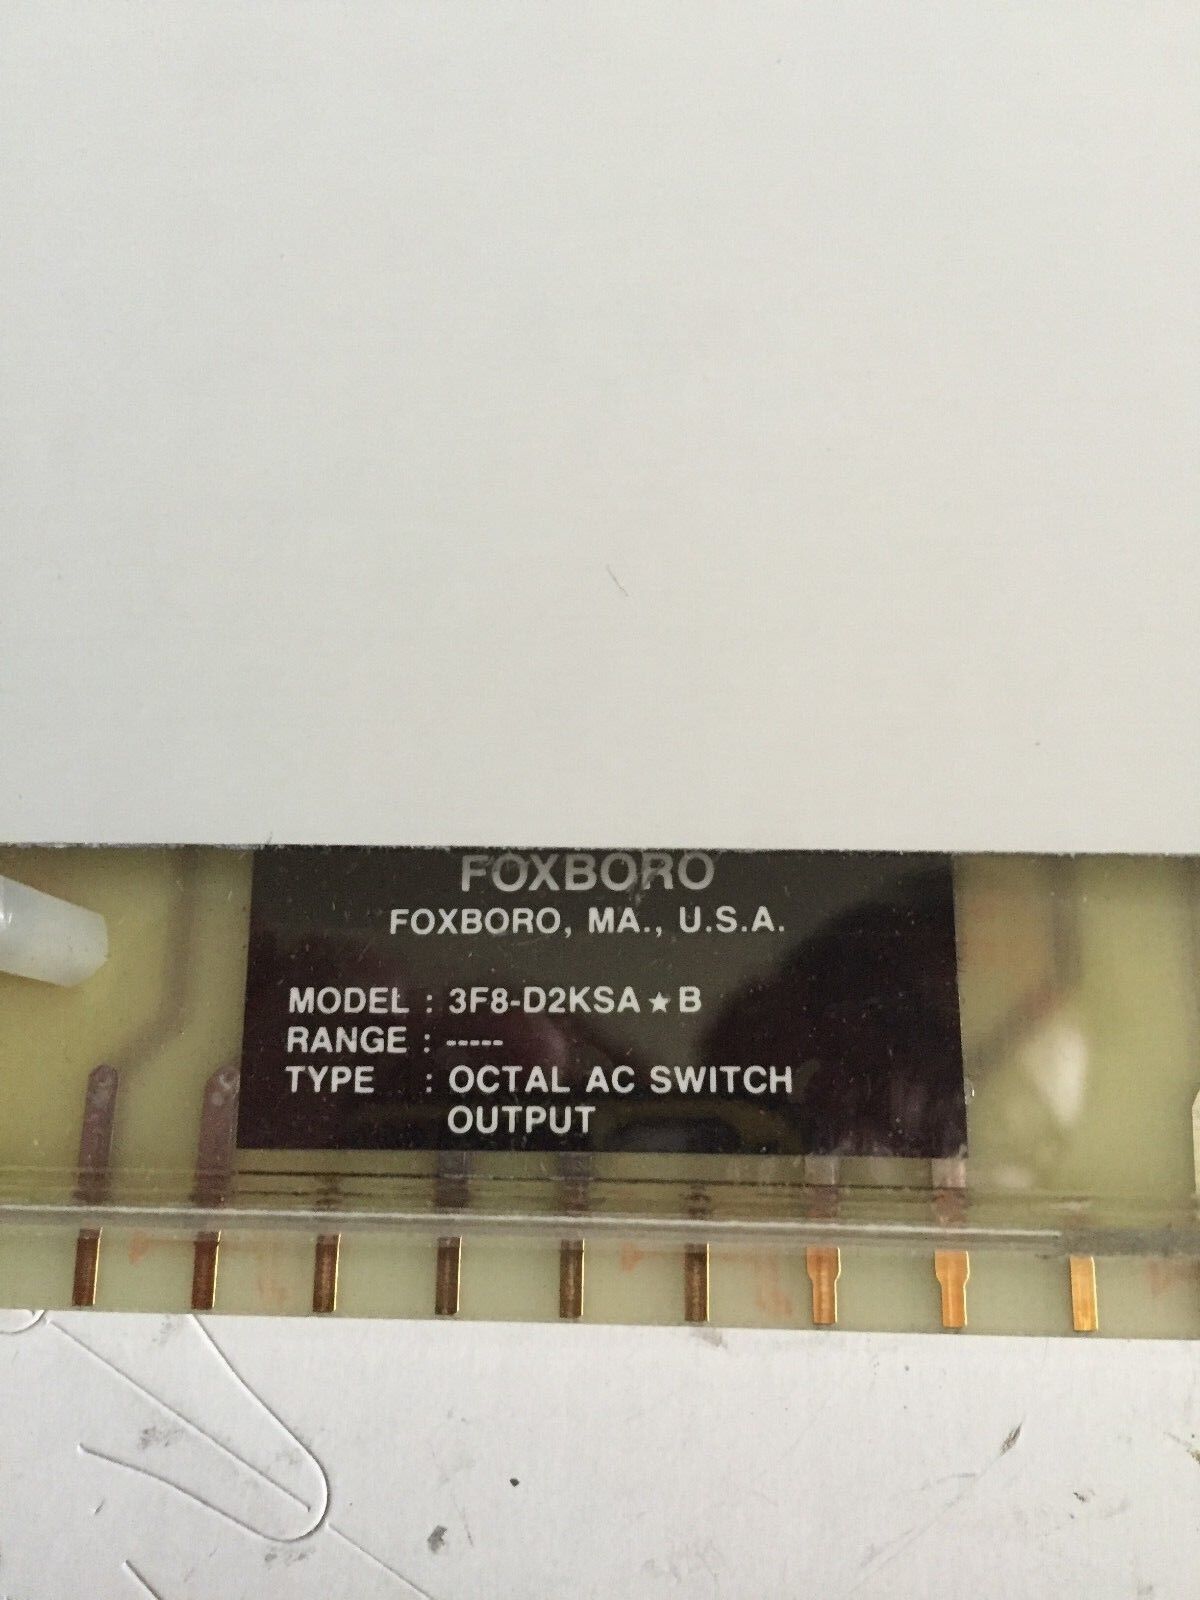 FOXBORO
FOXBORO, MA., U.S.A.
MODEL : 3F8-D2KSA ★ B
RANGE : -----
TYPE : OCTAL AC SWITCH
OUTPUT